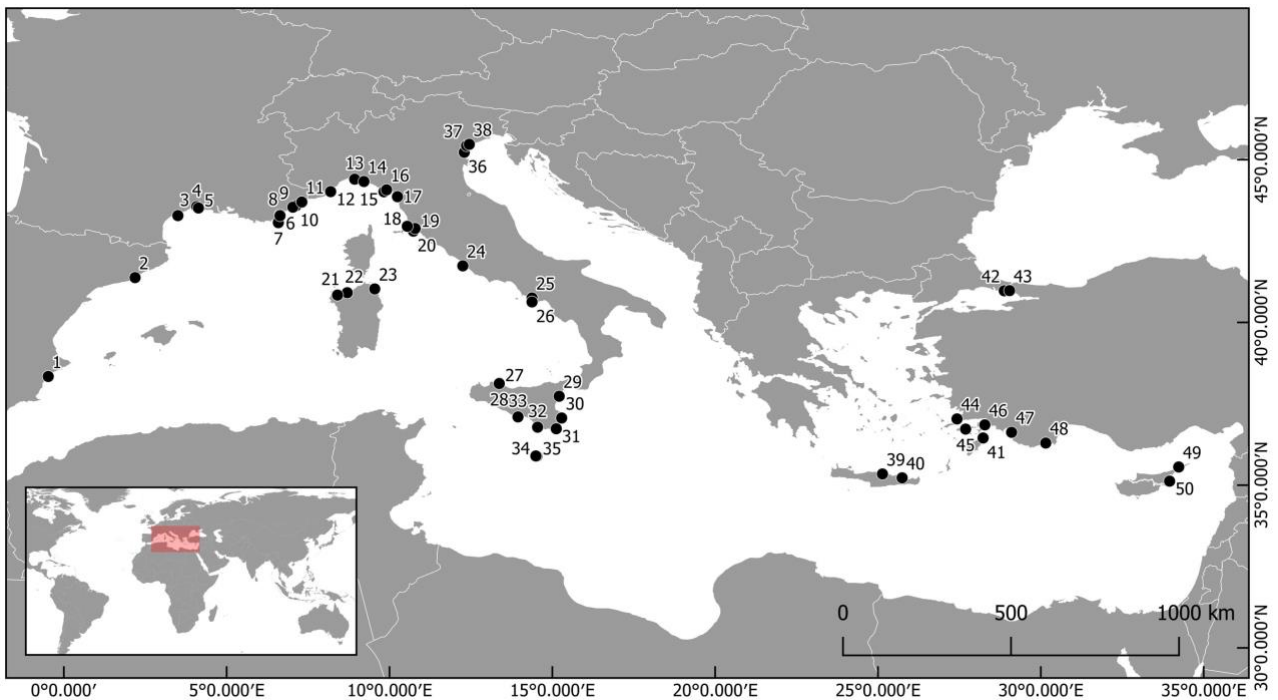 37 38
36
13 14 16
4 9 11 12 15 17
3 5 8 6 10
7
18 19
20
2 24
21 22 23
25
26
42 43
1
27 29
28 33 32 30
31
34 35
44 46 47 48
45 41
39 40
49
50
0 500 1000 km
45°0.000'N
40°0.000'N
35°0.000'N
30°0.000'N
0°0.000'
5°0.000'E
10°0.000'E
15°0.000'E
20°0.000'E
25°0.000'E
30°0.000'E
35°0.000'E